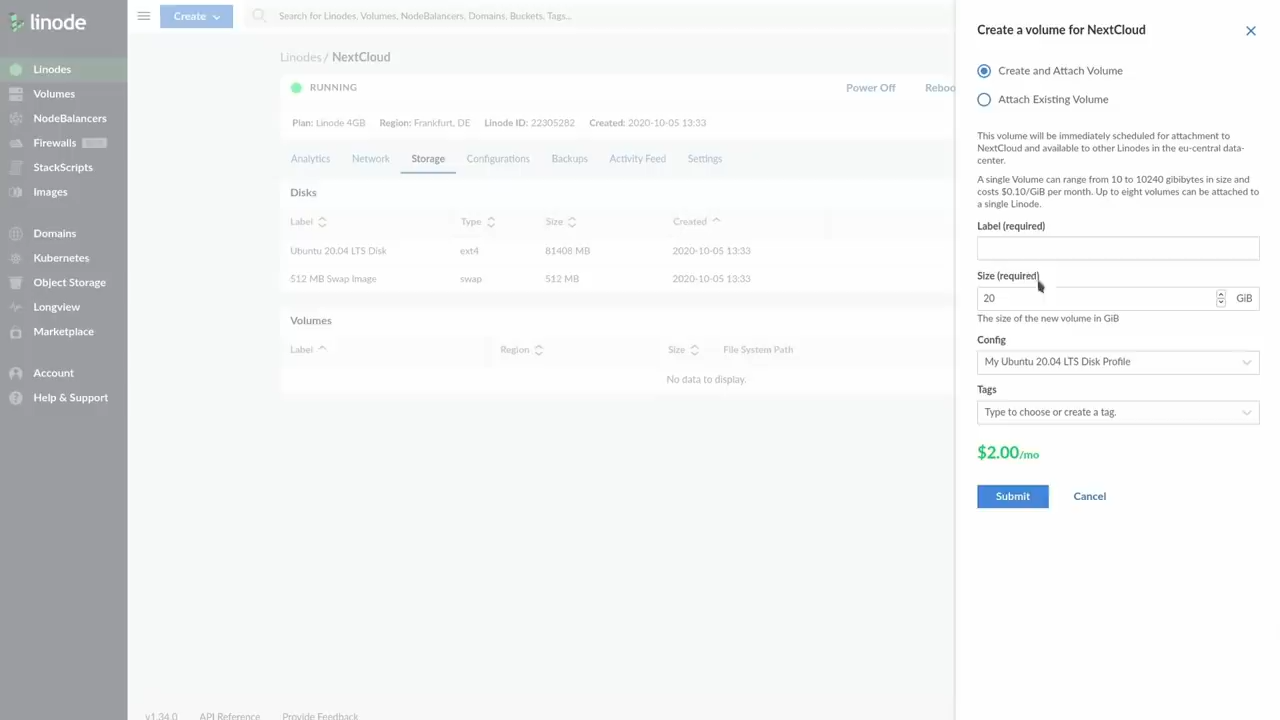 linode
Create
Search for Linodes, Volumes, NodeBalancers, Domains, Buckets, Tags...
Linodes
Volumes
NodeBalancers
Firewalls BETA
StackScripts
Images
Domains
Kubernetes
Object Storage
Longview
Marketplace
Account
Help & Support
Linodes / NextCloud
RUNNING
Power Off Reboo
Plan: Linode 4GB Region: Frankfurt, DE Linode ID: 22305282 Created: 2020-10-05 13:33
Analytics Network Storage Configurations Backups Activity Feed Settings
Disks
Label Type Size Created
Ubuntu 20.04 LTS Disk ext4 81408 MB 2020-10-05 13:33
512 MB Swap Image swap 512 MB 2020-10-05 13:33
Volumes
Label Region Size File System Path
No data to display.
v1.34.0 API Reference Provide Feedback
Create a volume for NextCloud
Create and Attach Volume
Attach Existing Volume
This volume will be immediately scheduled for attachment to
NextCloud and available to other Linodes in the eu-central data-
center.
A single Volume can range from 10 to 10240 gibibytes in size and
costs $0.10/GiB per month. Up to eight volumes can be attached to
a single Linode.
Label (required)
Size (required)
20 GiB
The size of the new volume in GiB
Config
My Ubuntu 20.04 LTS Disk Profile
Tags
Type to choose or create a tag.
$2.00/mo
Submit Cancel